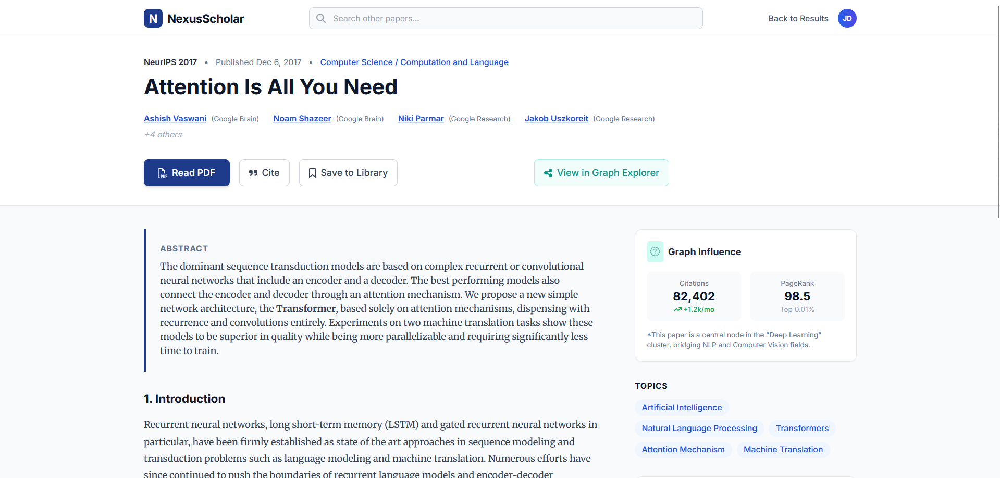 N NexusScholar
Search other papers...
Back to Results
JD
NeurIPS 2017 • Published Dec 6, 2017 • Computer Science / Computation and Language
Attention Is All You Need
Ashish Vaswani (Google Brain) Noam Shazeer (Google Brain) Niki Parmar (Google Research) Jakob Uszkoreit (Google Research)
+4 others
PDF Read PDF
Cite
Save to Library
View in Graph Explorer
ABSTRACT
The dominant sequence transduction models are based on complex recurrent or convolutional
neural networks that include an encoder and a decoder. The best performing models also
connect the encoder and decoder through an attention mechanism. We propose a new simple
network architecture, the Transformer, based solely on attention mechanisms, dispensing with
recurrence and convolutions entirely. Experiments on two machine translation tasks show these
models to be superior in quality while being more parallelizable and requiring significantly less
time to train.
1. Introduction
Recurrent neural networks, long short-term memory (LSTM) and gated recurrent neural networks in
particular, have been firmly established as state of the art approaches in sequence modeling and
transduction problems such as language modeling and machine translation. Numerous efforts have
since continued to push the boundaries of recurrent language models and encoder-decoder
Graph Influence
Citations
82,402
+1.2k/mo
PageRank
98.5
Top 0.01%
*This paper is a central node in the "Deep Learning"
cluster, bridging NLP and Computer Vision fields.
TOPICS
Artificial Intelligence
Natural Language Processing
Transformers
Attention Mechanism
Machine Translation